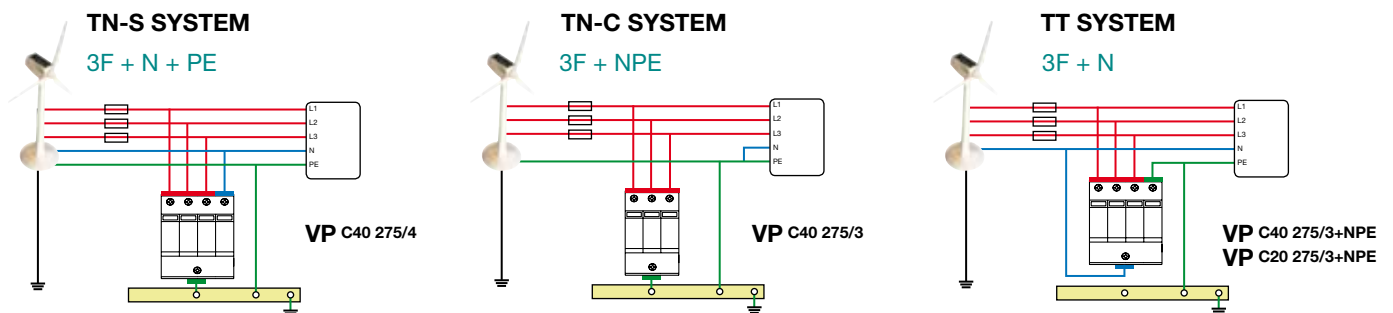 TN-S SYSTEM
3F + N + PE
L1
L2
L3
N
PE
VP C40 275/4
TN-C SYSTEM
3F + NPE
L1
L2
L3
N
PE
VP C40 275/3
TT SYSTEM
3F + N
L1
L2
L3
N
PE
VP C40 275/3+NPE
VP C20 275/3+NPE